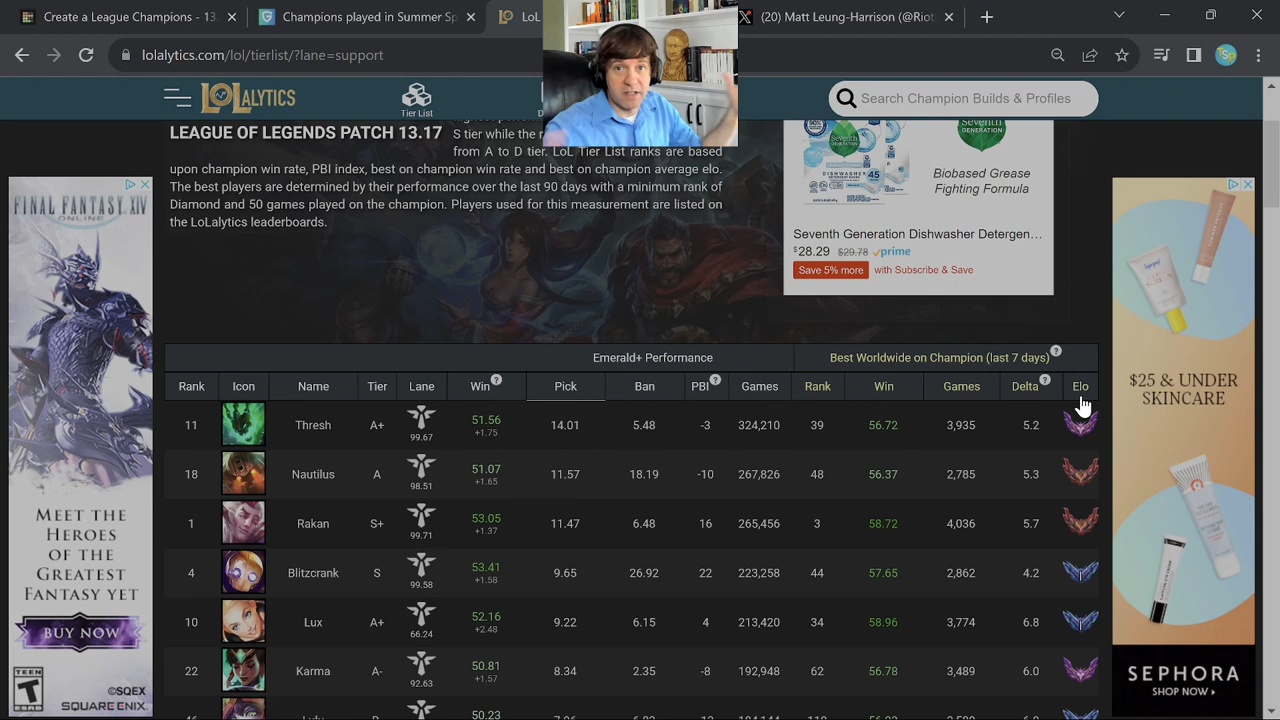 Create a League Champions - 13
Champions played in Summer Sp
LoL
(20) Matt Leung-Harrison (@Riot
lolalytics.com/lol/tierlist/?lane=support
LOLALYTICS
Tier List
Search Champion Builds & Profiles
LEAGUE OF LEGENDS PATCH 13.17
S tier while the r
from A to D tier. LoL Tier List ranks are based
upon champion win rate, PBI index, best on champion win rate and best on champion average elo.
The best players are determined by their performance over the last 90 days with a minimum rank of
Diamond and 50 games played on the champion. Players used for this measurement are listed on
the LoLalytics leaderboards.
Seventh
GENERATION
DISHWASHER DETERGENT
45
Biobased Grease
Fighting Formula
Seventh Generation Dishwasher Detergen...
$28.29 $29.78 prime
Save 5% more with Subscribe & Save
FINAL FANTASY
ONLINE
MEET THE
HEROES
OF THE
GREATEST
FANTASY YET
BUY NOW
TEEN
T
©SQEX
SQUARE ENIX.
$25 & UNDER
SKINCARE
SEPHORA
SHOP NOW ▸
Emerald+ Performance Best Worldwide on Champion (last 7 days) ?
Rank Icon Name Tier Lane Win ? Pick Ban PBI ? Games Rank Win Games Delta ? Elo
11 Thresh A+ 99.67 51.56 +1.75 14.01 5.48 -3 324,210 39 56.72 3,935 5.2
18 Nautilus A 98.51 51.07 +1.65 11.57 18.19 -10 267,826 48 56.37 2,785 5.3
1 Rakan S+ 99.71 53.05 +1.37 11.47 6.48 16 265,456 3 58.72 4,036 5.7
4 Blitzcrank S 99.58 53.41 +1.58 9.65 26.92 22 223,258 44 57.65 2,862 4.2
10 Lux A+ 66.24 52.16 +2.48 9.22 6.15 4 213,420 34 58.96 3,774 6.8
22 Karma A- 92.63 50.81 +1.57 8.34 2.35 -8 192,948 62 56.78 3,489 6.0
50.23